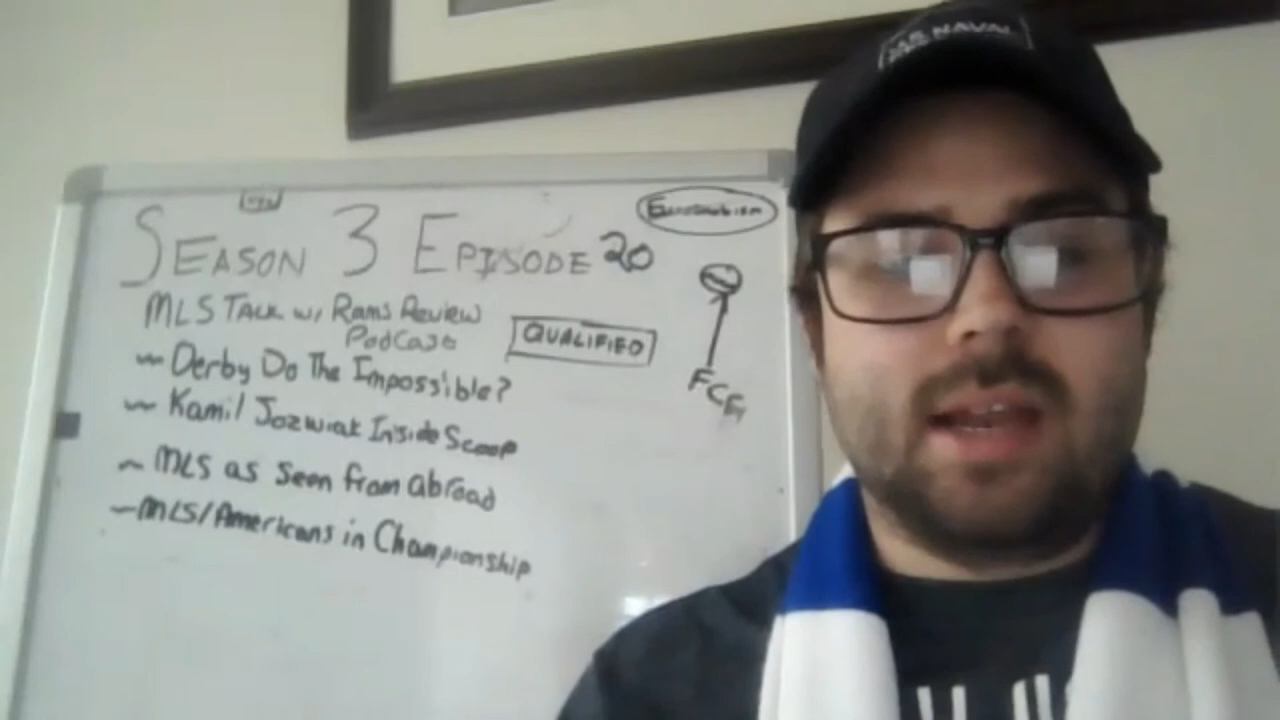 NAVAL
SEASON 3 EPISODE 20
MLS TALK w/ Rams Review
PodCast
QUALIFIED
~ Derby Do The Impossible?
~ Kamil Jozwiak Inside Scoop
~ MLS as Seen from abroad
~ MLS/Americans in Championship